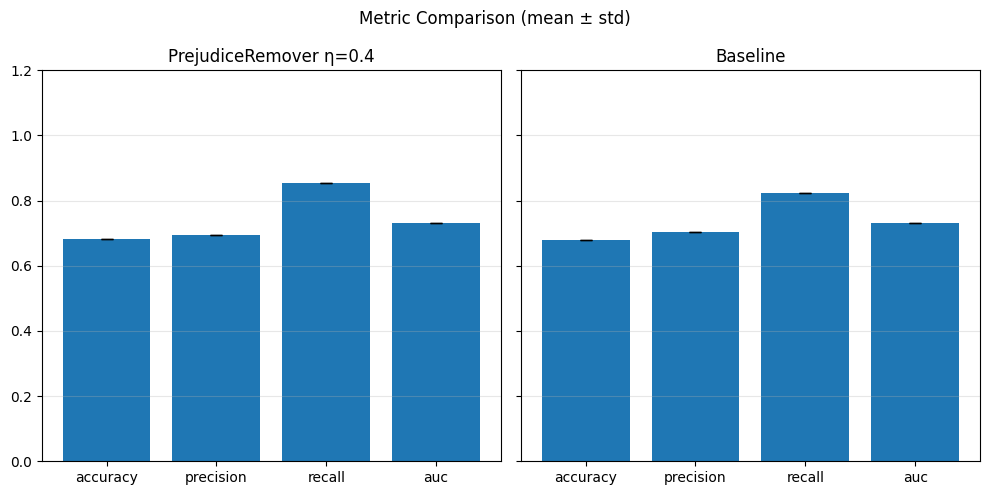 Metric Comparison (mean ± std)
PrejudiceRemover η=0.4
Baseline
1.2
1.0
0.8
0.6
0.4
0.2
0.0
accuracy precision recall auc
accuracy precision recall auc